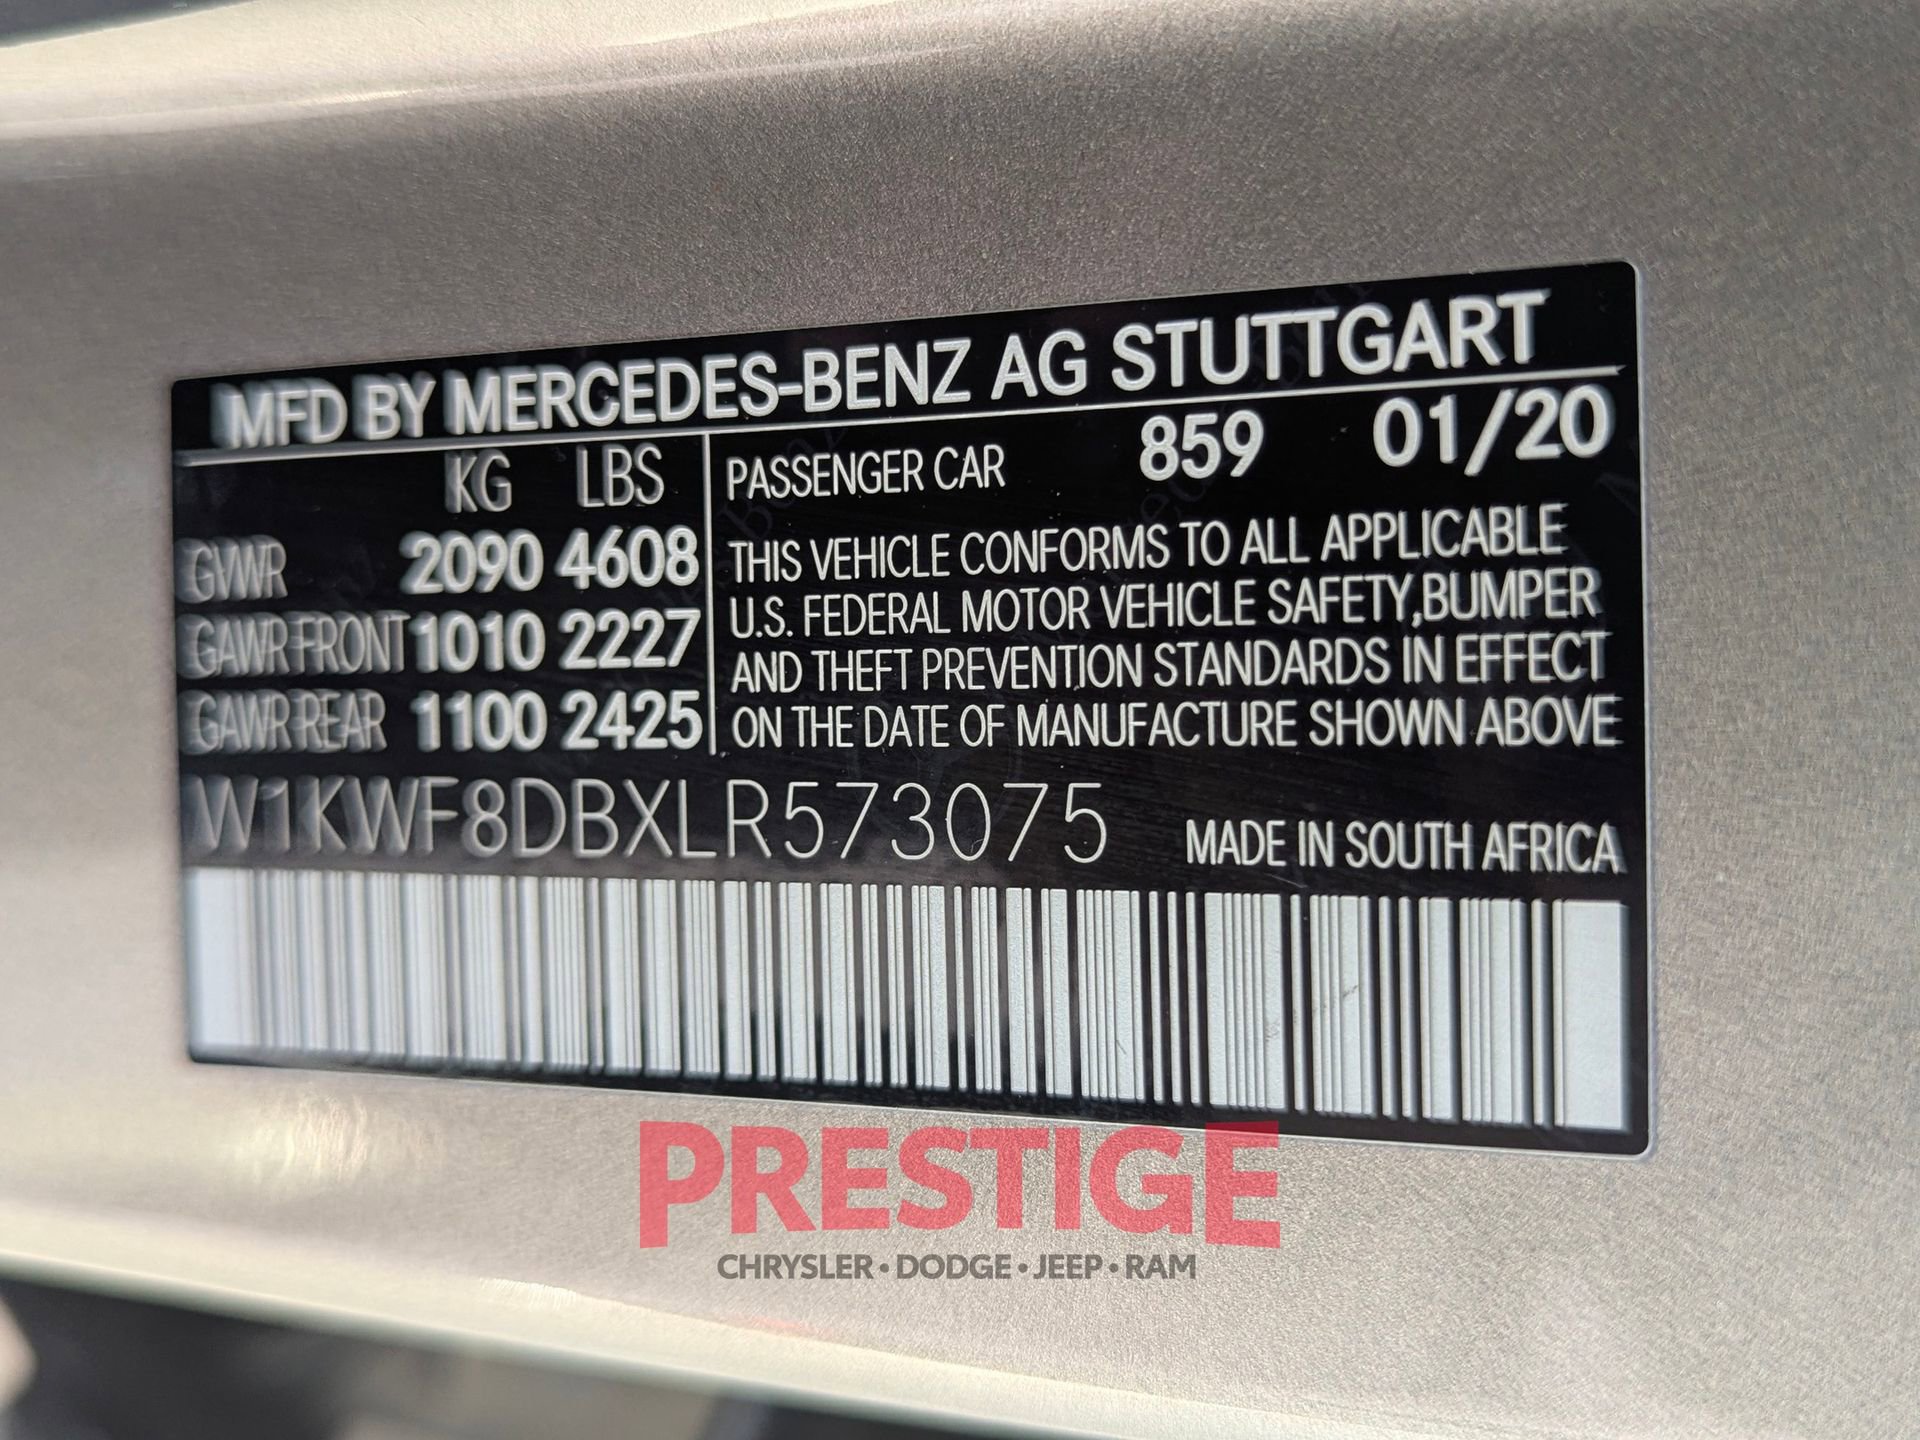 MFD BY MERCEDES-BENZ AG STUTTGART
KG LBS
GVWR 2090 4608
GAWR FRONT 1010 2227
GAWR REAR 1100 2425
PASSENGER CAR 859 01/20
THIS VEHICLE CONFORMS TO ALL APPLICABLE
U.S. FEDERAL MOTOR VEHICLE SAFETY,BUMPER
AND THEFT PREVENTION STANDARDS IN EFFECT
ON THE DATE OF MANUFACTURE SHOWN ABOVE
W1KWF8DBXLR573075 MADE IN SOUTH AFRICA
PRESTIGE
CHRYSLER • DODGE • JEEP • RAM